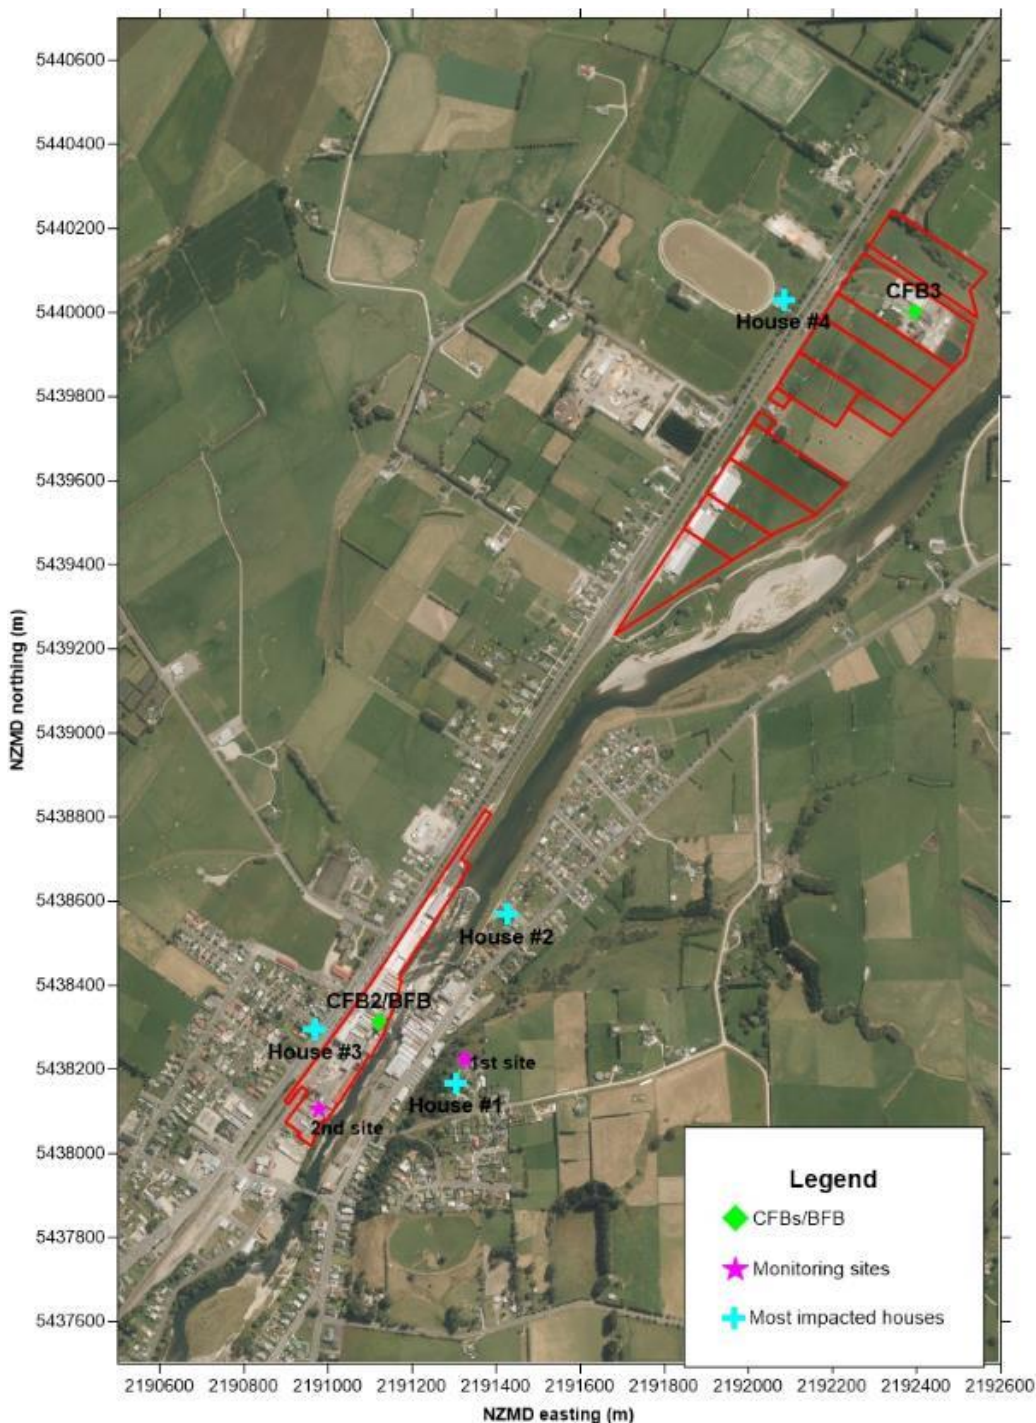 5440600
5440400
5440200
5440000
5439800
5439600
5439400
5439200
5439000
5438800
5438600
5438400
5438200
5438000
5437800
5437600
NZMD northing (m)
CFB3
House #4
House #2
CFB2/BFB
House #3
1st site
House #1
2nd site
Legend
CFBs/BFB
Monitoring sites
Most impacted houses
2190600 2190800 2191000 2191200 2191400 2191600 2191800 2192000 2192200 2192400 2192600
NZMD easting (m)